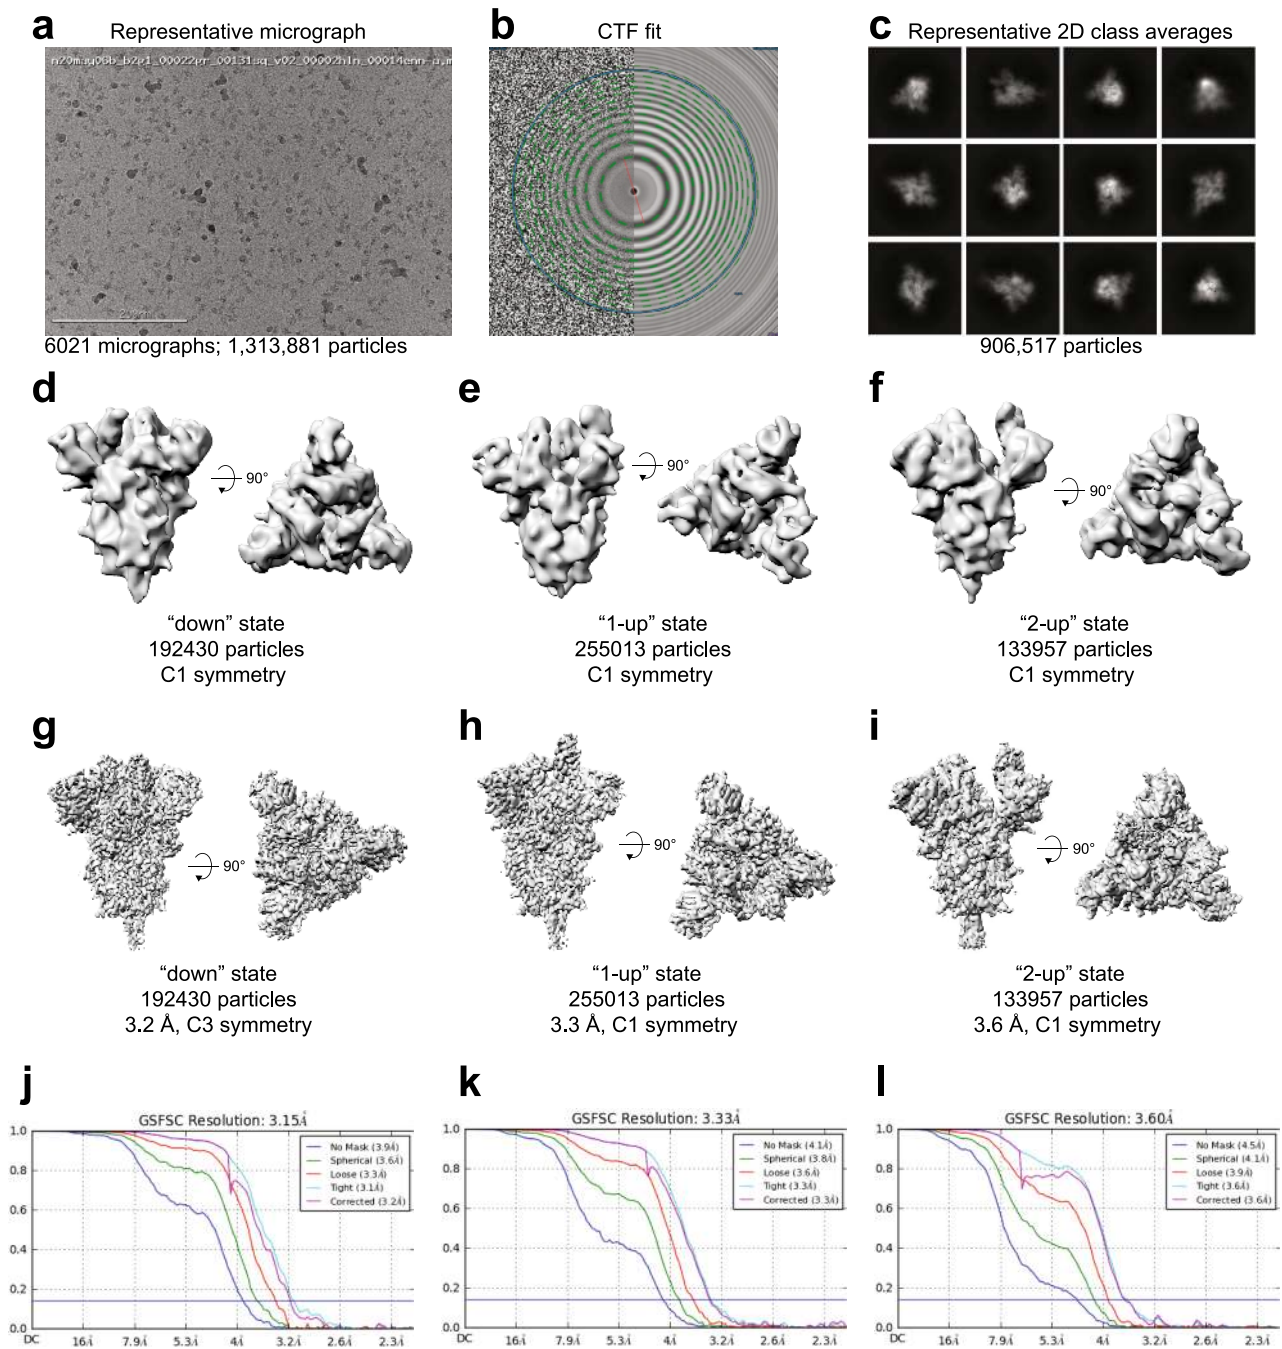 a
Representative micrograph
b
CTF fit
c
Representative 2D class averages
6021 micrographs; 1,313,881 particles
906,517 particles
d
90°
e
90°
f
90°
“down” state
192430 particles
C1 symmetry
“1-up” state
255013 particles
C1 symmetry
“2-up” state
133957 particles
C1 symmetry
g
90°
h
90°
i
90°
“down” state
192430 particles
3.2 Å, C3 symmetry
“1-up” state
255013 particles
3.3 Å, C1 symmetry
“2-up” state
133957 particles
3.6 Å, C1 symmetry
j
GSFSC Resolution: 3.15Å
1.0
0.8
0.6
0.4
0.2
0.0
No Mask (3.9Å)
Spherical (3.6Å)
Loose (3.3Å)
Tight (3.1Å)
Corrected (3.2Å)
DC 16Å 7.9Å 5.3Å 4Å 3.2Å 2.6Å 2.3Å
k
GSFSC Resolution: 3.33Å
1.0
0.8
0.6
0.4
0.2
0.0
No Mask (4.1Å)
Spherical (3.8Å)
Loose (3.6Å)
Tight (3.3Å)
Corrected (3.3Å)
DC 16Å 7.9Å 5.3Å 4Å 3.2Å 2.6Å 2.3Å
l
GSFSC Resolution: 3.60Å
1.0
0.8
0.6
0.4
0.2
0.0
No Mask (4.5Å)
Spherical (4.1Å)
Loose (3.9Å)
Tight (3.6Å)
Corrected (3.6Å)
DC 16Å 7.9Å 5.3Å 4Å 3.2Å 2.6Å 2.3Å